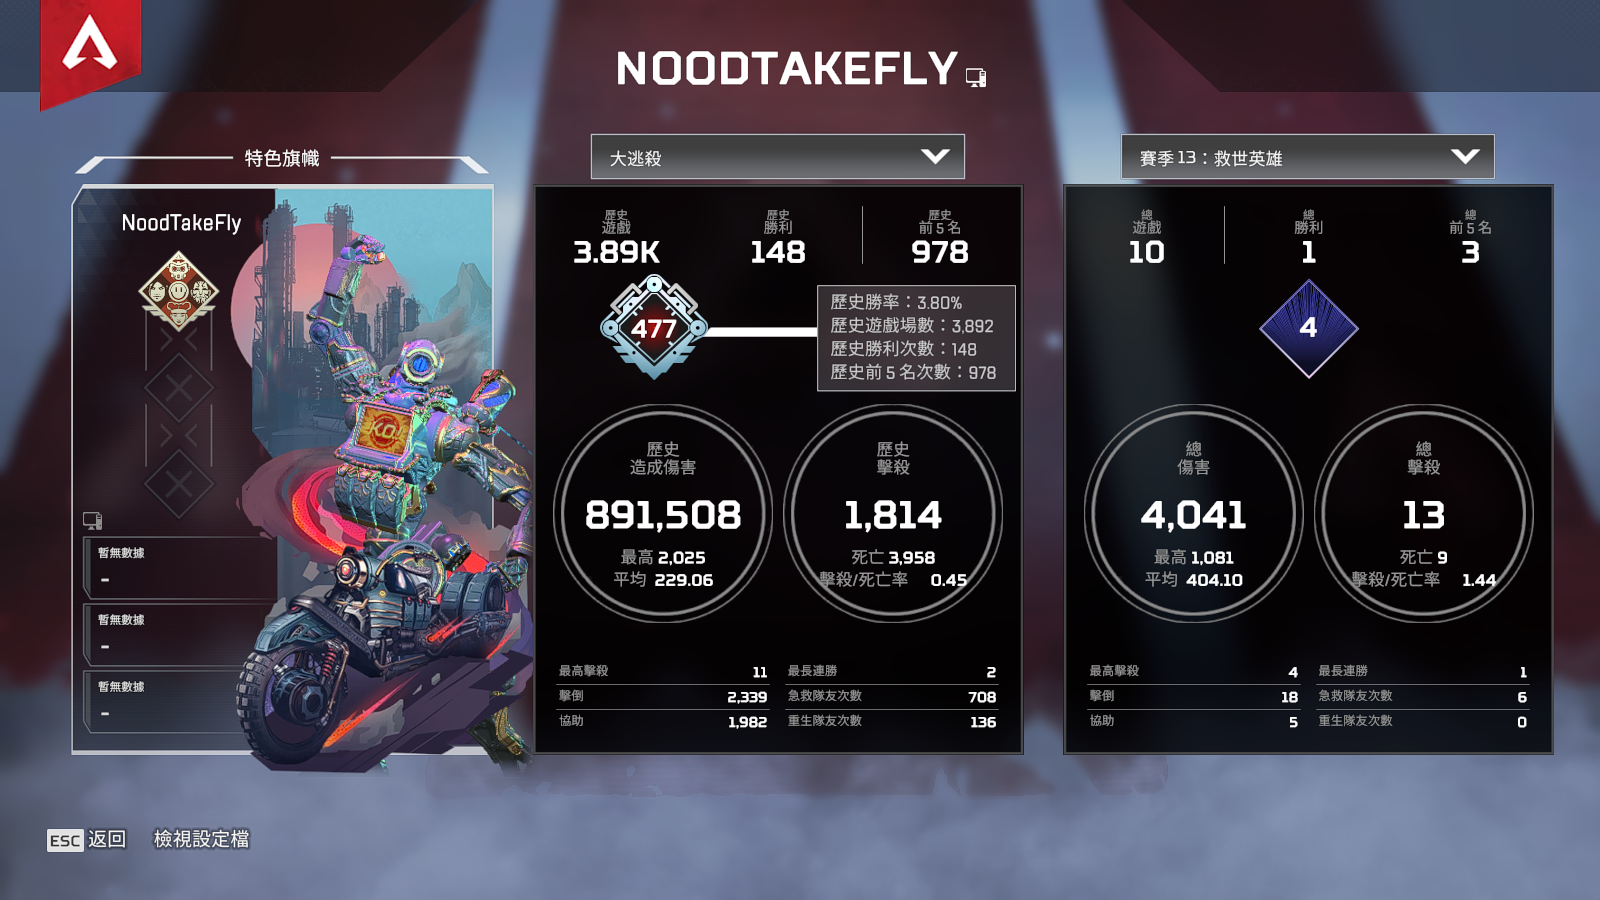 NOODTAKEFLY
特色旗幟
NoodTakeFly
KO!
暫無數據
-
暫無數據
-
暫無數據
-
大逃殺
歷史
遊戲
3.89K
歷史
勝利
148
歷史
前 5 名
978
477
歷史勝率：3.80%
歷史遊戲場數：3,892
歷史勝利次數：148
歷史前 5 名次數：978
歷史
造成傷害
891,508
最高 2,025
平均 229.06
歷史
擊殺
1,814
死亡 3,958
擊殺/死亡率 0.45
最高擊殺 11
擊倒 2,339
協助 1,982
最長連勝 2
急救隊友次數 708
重生隊友次數 136
賽季 13：救世英雄
總
遊戲
10
總
勝利
1
總
前 5 名
3
4
總
傷害
4,041
最高 1,081
平均 404.10
總
擊殺
13
死亡 9
擊殺/死亡率 1.44
最高擊殺 4
擊倒 18
協助 5
最長連勝 1
急救隊友次數 6
重生隊友次數 0
ESC 返回 檢視設定檔